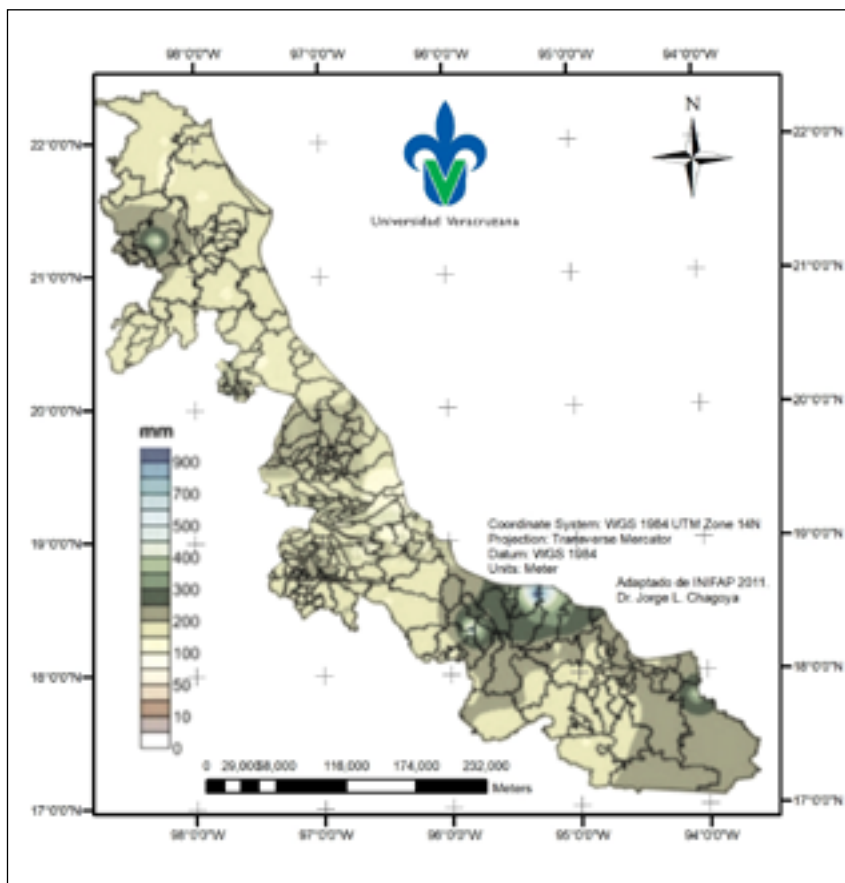 98°0'0"W 97°0'0"W 96°0'0"W 95°0'0"W 94°0'0"W
N
22°0'0"N 22°0'0"N
Universidad Veracruzana
21°0'0"N 21°0'0"N
20°0'0"N 20°0'0"N
mm
900
700
500
400
300
200
100
50
10
0
19°0'0"N 19°0'0"N
Coordinate System: WGS 1984 UTM Zone 14N
Projection: Transverse Mercator
Datum: WGS 1984
Units: Meter
Adaptado de INIFAP 2011.
Dr. Jorge L. Chagoya
18°0'0"N 18°0'0"N
0 29,000 58,000 116,000 174,000 232,000
Meters
17°0'0"N 17°0'0"N
98°0'0"W 97°0'0"W 96°0'0"W 95°0'0"W 94°0'0"W